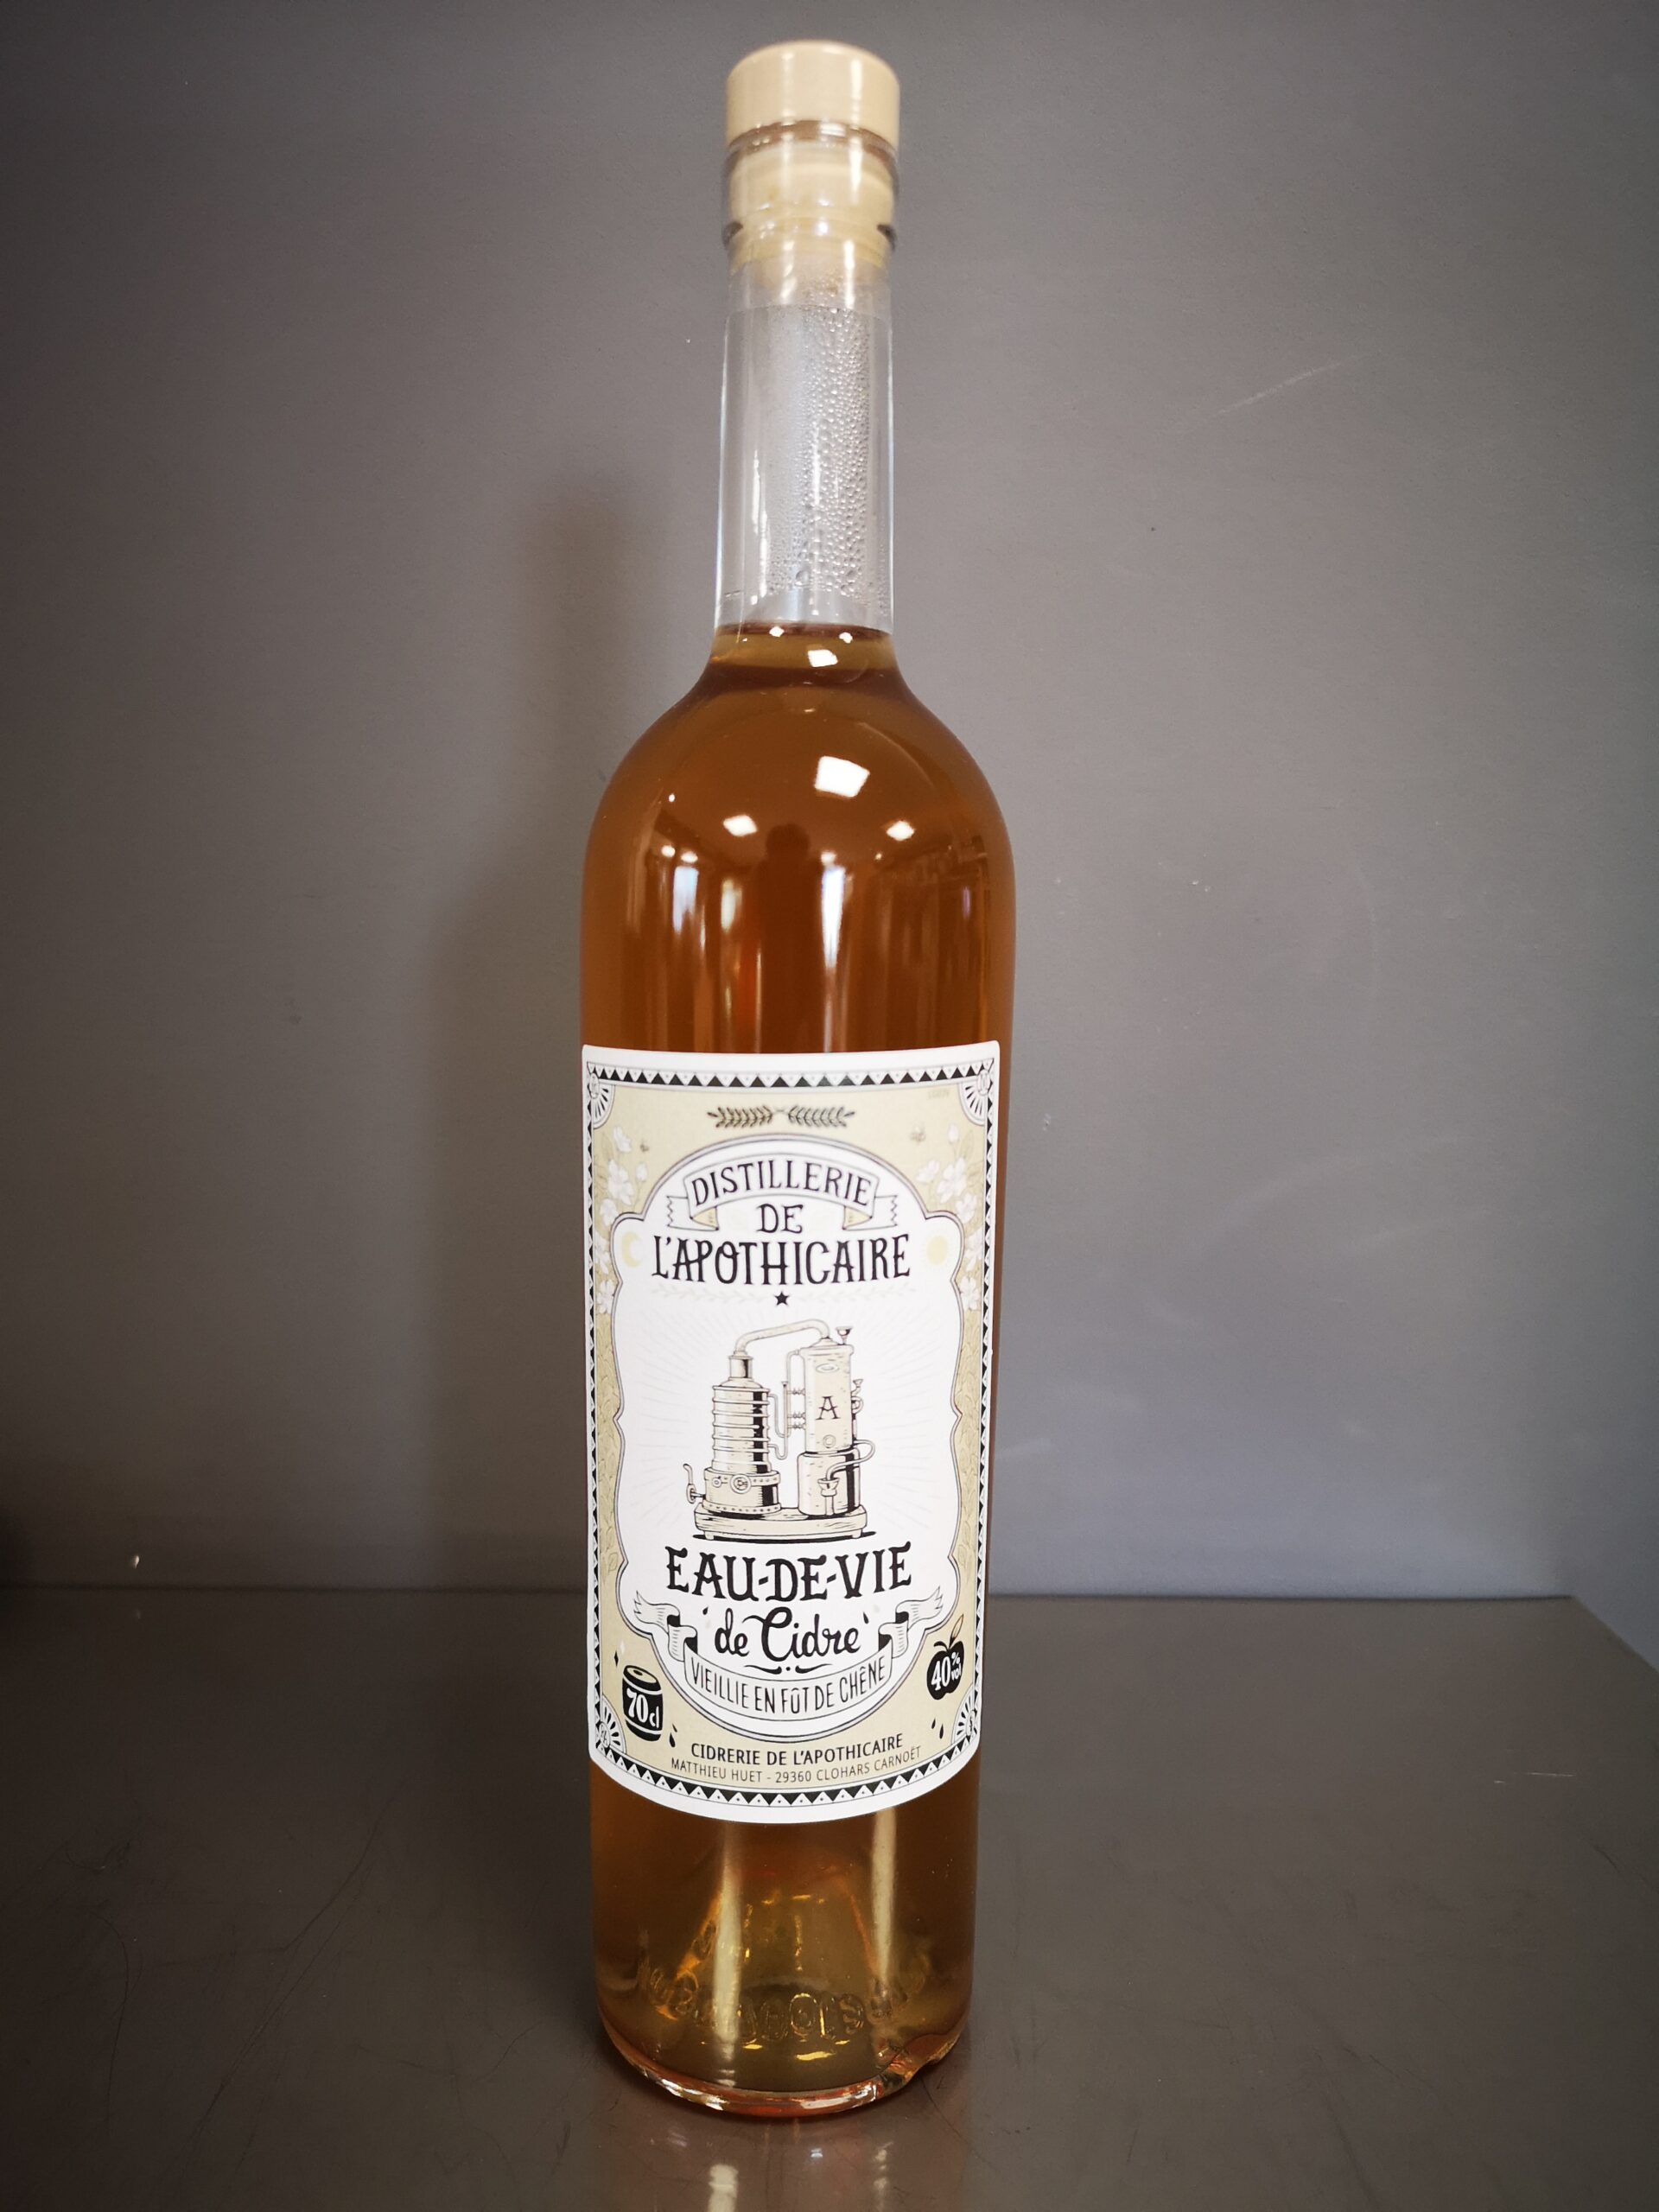 DISTILLERIE
DE
L'APOTHICAIRE
A
EAU-DE-VIE
de Cidre
VIEILLIE EN FÛT DE CHÊNE
70cl
40% vol
CIDRERIE DE L'APOTHICAIRE
MATTHIEU HUET - 29360 CLOHARS CARNOËT